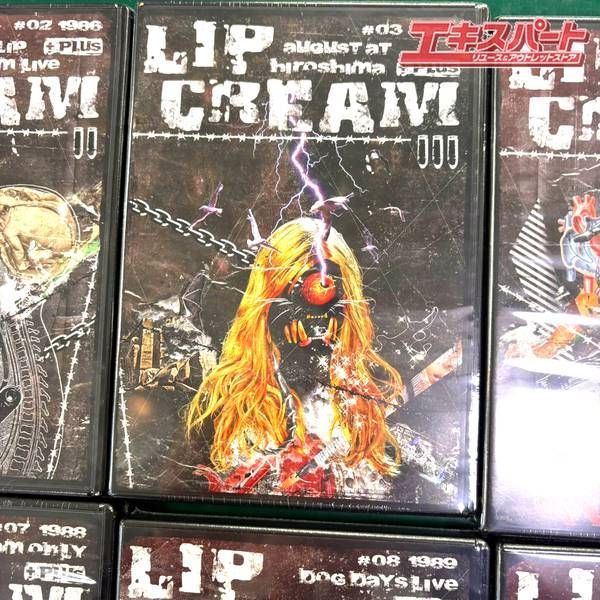 #02 1986
LIP
+PLUS
m Live
EAM
II
LIP
#03
AUGUST AT
Hiroshima
+PLUS
CREAM
III
エキスパート
リユース&アウトレットストア
#07 1988
m ONLY
+PLUS
LIP
#08 1989
DOG DAYS Live